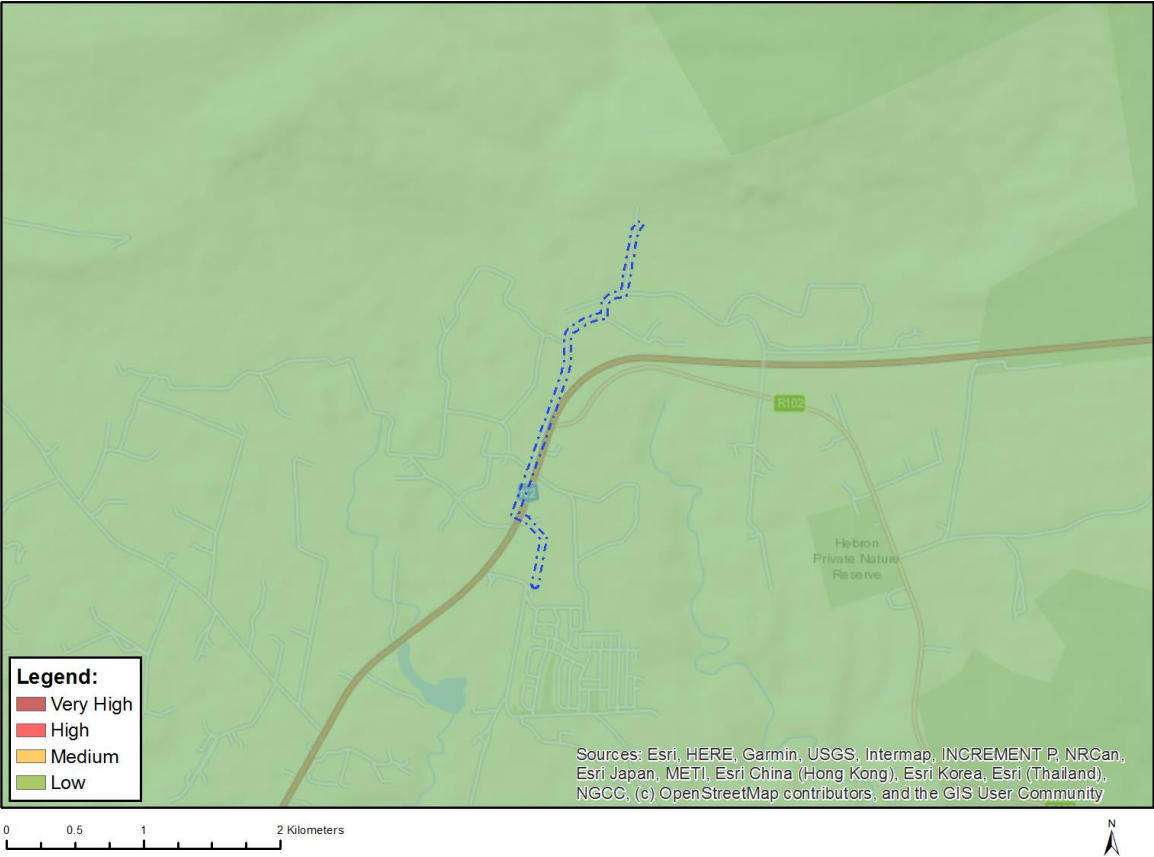 R102
Hebron
Private Nature
Reserve
Legend:
Very High
High
Medium
Low
Sources: Esri, HERE, Garmin, USGS, Intermap, INCREMENT P, NRCan,
Esri Japan, METI, Esri China (Hong Kong), Esri Korea, Esri (Thailand),
NGCC, (c) OpenStreetMap contributors, and the GIS User Community
0 0.5 1 2 Kilometers
N